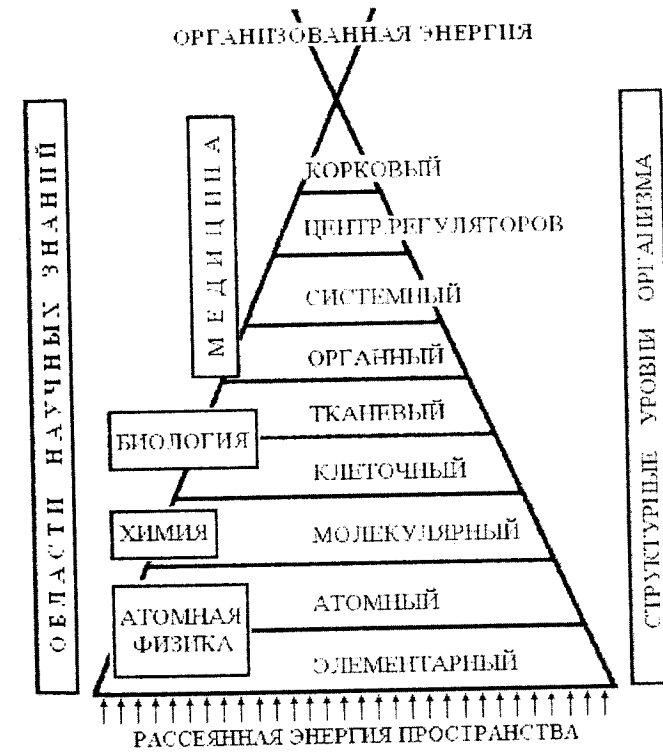 ОРГАНИЗОВАННАЯ ЭНЕРГИЯ
ОБЛАСТИ НАУЧНЫХ ЗНАНИЙ
МЕДИЦИНА
БИОЛОГИЯ
ХИМИЯ
АТОМНАЯ
ФИЗИКА
КОРКОВЫЙ
ЦЕНТР.РЕГУЛЯТОРОВ
СИСТЕМНЫЙ
ОРГАННЫЙ
ТКАНЕВЫЙ
КЛЕТОЧНЫЙ
МОЛЕКУЛЯРНЫЙ
АТОМНЫЙ
ЭЛЕМЕНТАРНЫЙ
СТРУКТУРНЫЕ УРОВНИ ОРГАНИЗМА
РАССЕЯННАЯ ЭНЕРГИЯ ПРОСТРАНСТВА